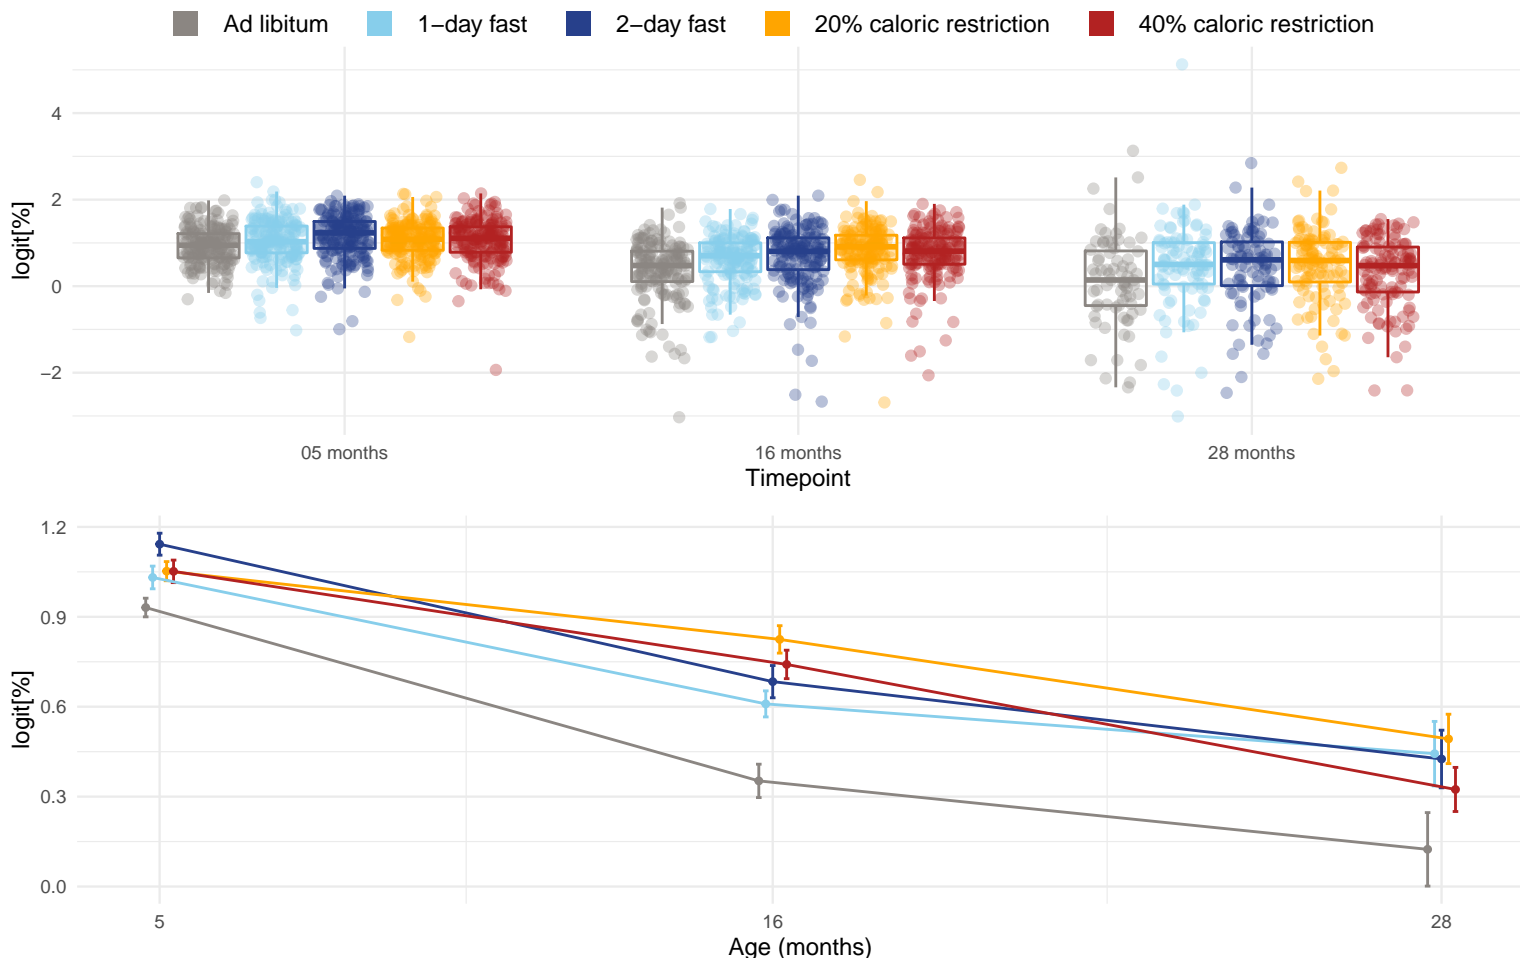 Ad libitum 1−day fast 2−day fast 20% caloric restriction 40% caloric restriction
logit[%]
4
2
0
−2
05 months 16 months 28 months
Timepoint
logit[%]
1.2
0.9
0.6
0.3
0.0
5 16 28
Age (months)